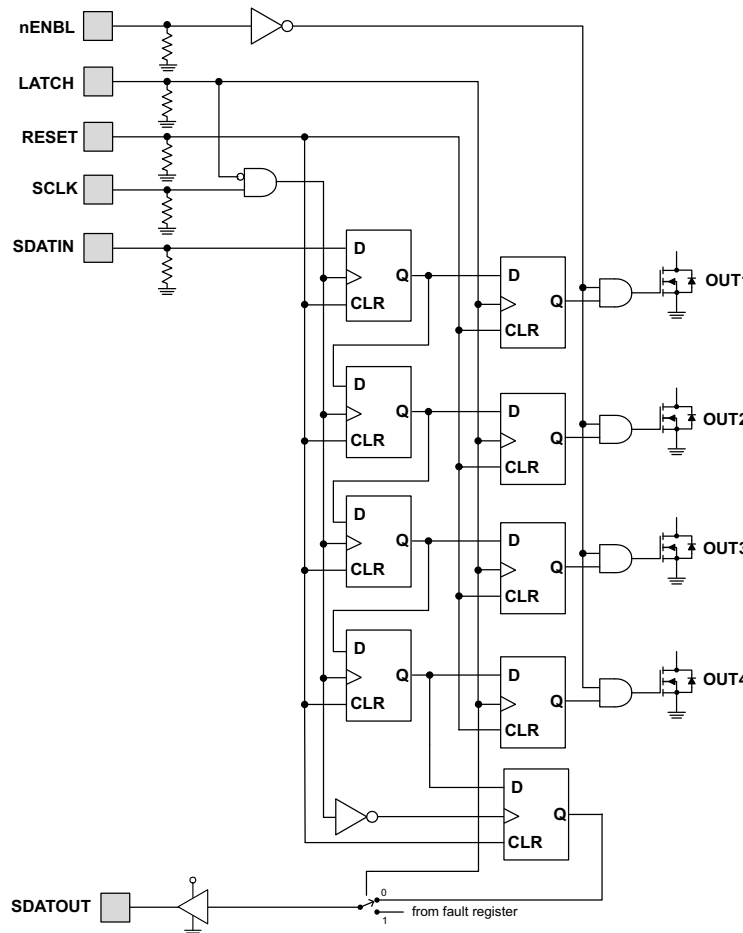 nENBL
LATCH
RESET
SCLK
SDATIN
D
Q
CLR
D
Q
CLR
OUT1
D
Q
CLR
D
Q
CLR
OUT2
D
Q
CLR
D
Q
CLR
OUT3
D
Q
CLR
D
Q
CLR
OUT4
D
Q
CLR
SDATOUT
0
from fault register
1